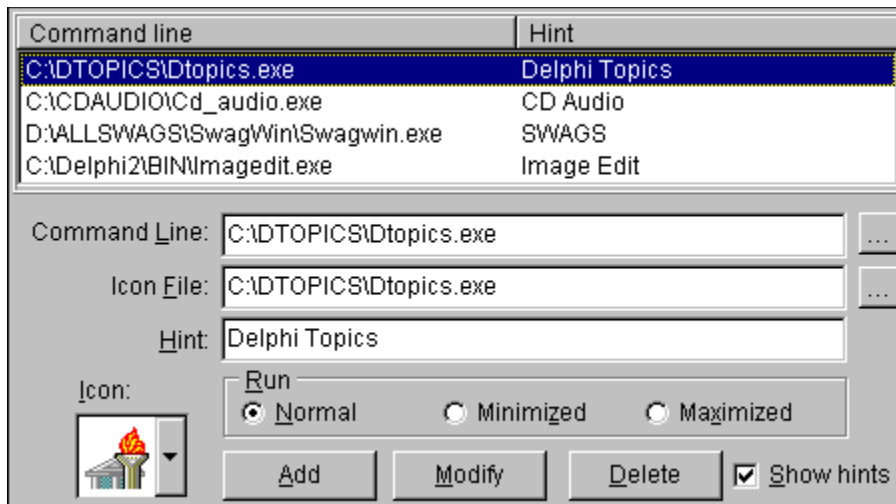 Command line Hint
C:\DTOPICS\Dtopics.exe Delphi Topics
C:\CDAUDIO\Cd_audio.exe CD Audio
D:\ALLSWAGS\SwagWin\Swagwin.exe SWAGS
C:\Delphi2\BIN\Imagedit.exe Image Edit
Command Line: C:\DTOPICS\Dtopics.exe ...
Icon File: C:\DTOPICS\Dtopics.exe ...
Hint: Delphi Topics
Icon: Run
Normal Minimized Maximized
Add Modify Delete Show hints